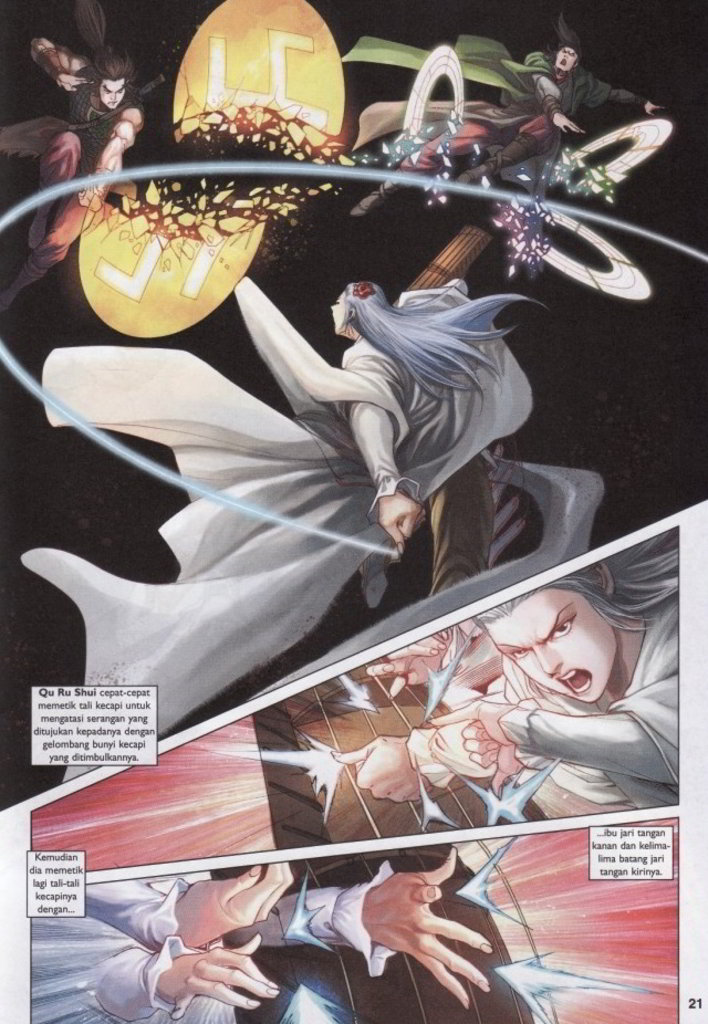 Qu Ru Shui cepat-cepat
memetik tali kecapi untuk
mengatasi serangan yang
ditujukan kepadanya dengan
gelombang bunyi kecapi
yang ditimbulkannya.
Kemudian
dia memetik
lagi tali-tali
kecapinya
dengan...
...ibu jari tangan
kanan dan kelima-
lima batang jari
tangan kirinya.
21